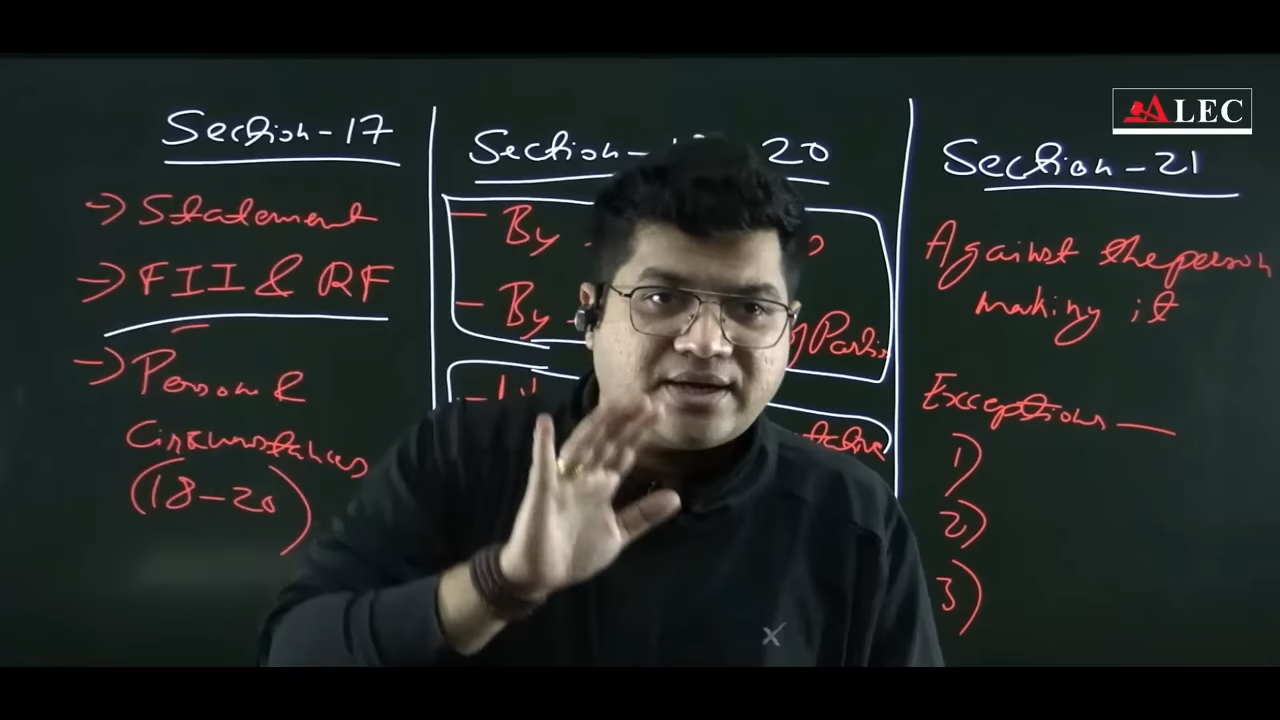 Section-17
→ Statement
→ FII & RF
→ Person &
Circumstances
(18-20)
Section- 20
- By
- By Parties
Section-21
Against the person
making it
Exceptions —
1)
2)
3)
ALEC
X